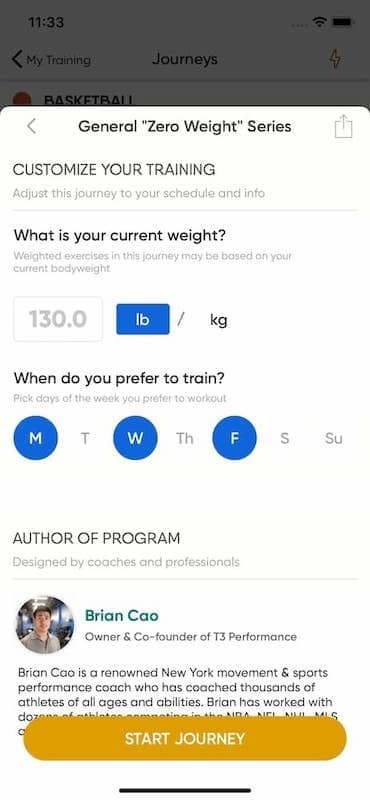 11:33
My Training
Journeys
BASKETBALL
General "Zero Weight" Series
CUSTOMIZE YOUR TRAINING
Adjust this journey to your schedule and info
What is your current weight?
Weighted exercises in this journey may be based on your
current bodyweight
130.0 lb / kg
When do you prefer to train?
Pick days of the week you prefer to workout
M T W Th F S Su
AUTHOR OF PROGRAM
Designed by coaches and professionals
Brian Cao
Owner & Co-founder of T3 Performance
Brian Cao is a renowned New York movement & sports
performance coach who has coached thousands of
athletes of all ages and abilities. Brian has worked with
dozens of athletes competing in the NBA, NFL, NHL, MLS
START JOURNEY